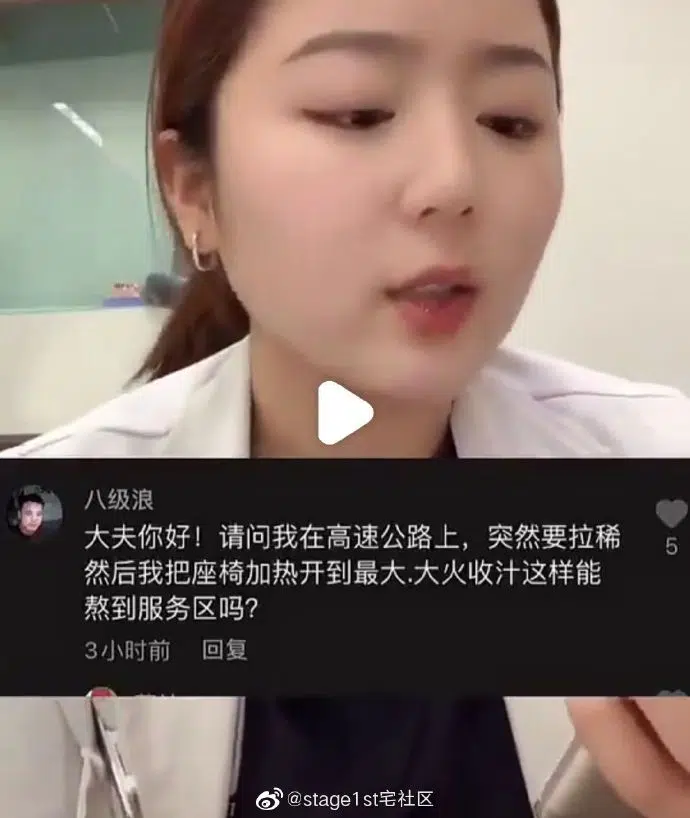 八级浪
大夫你好！请问我在高速公路上，突然要拉稀
然后我把座椅加热开到最大.大火收汁这样能
熬到服务区吗？
5
3小时前 回复
@stage1st宅社区